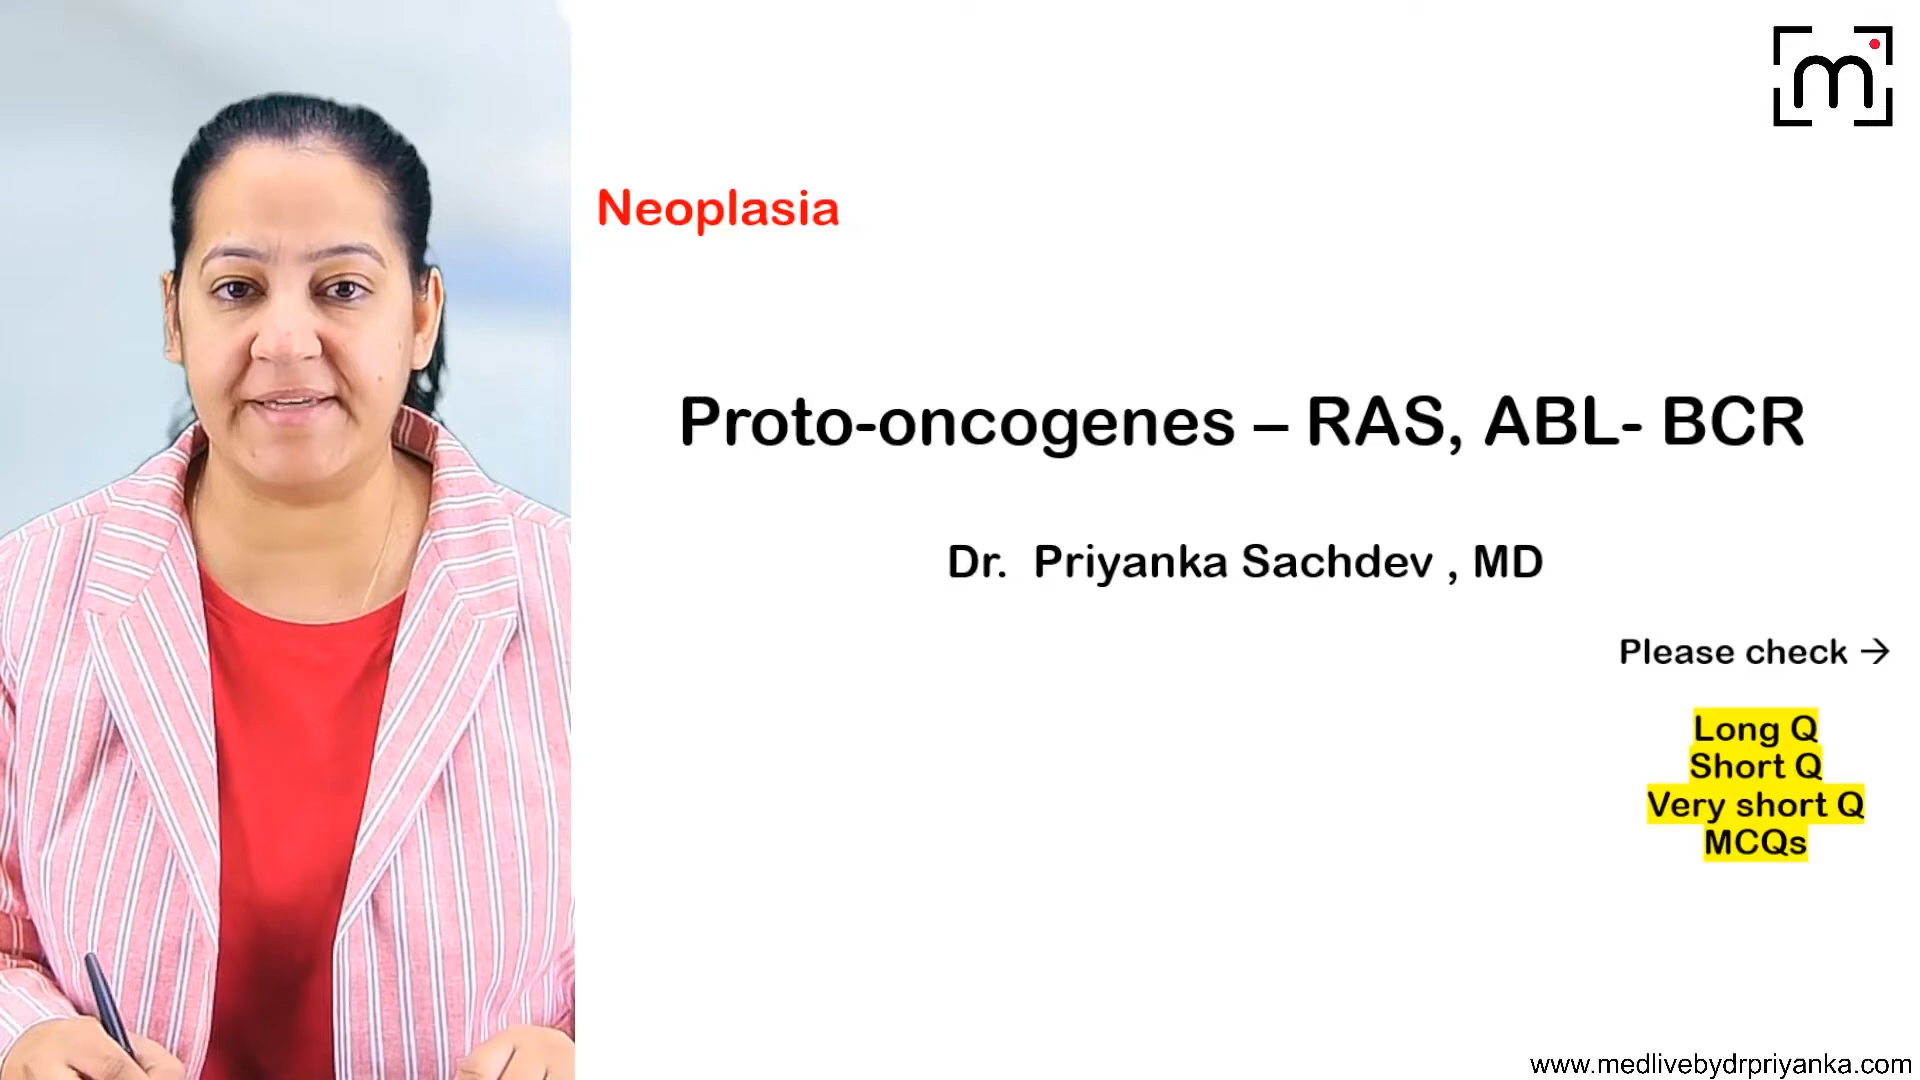 m
Neoplasia
Proto-oncogenes – RAS, ABL- BCR
Dr. Priyanka Sachdev , MD
Please check →
Long Q
Short Q
Very short Q
MCQs
www.medlivebydrpriyanka.com